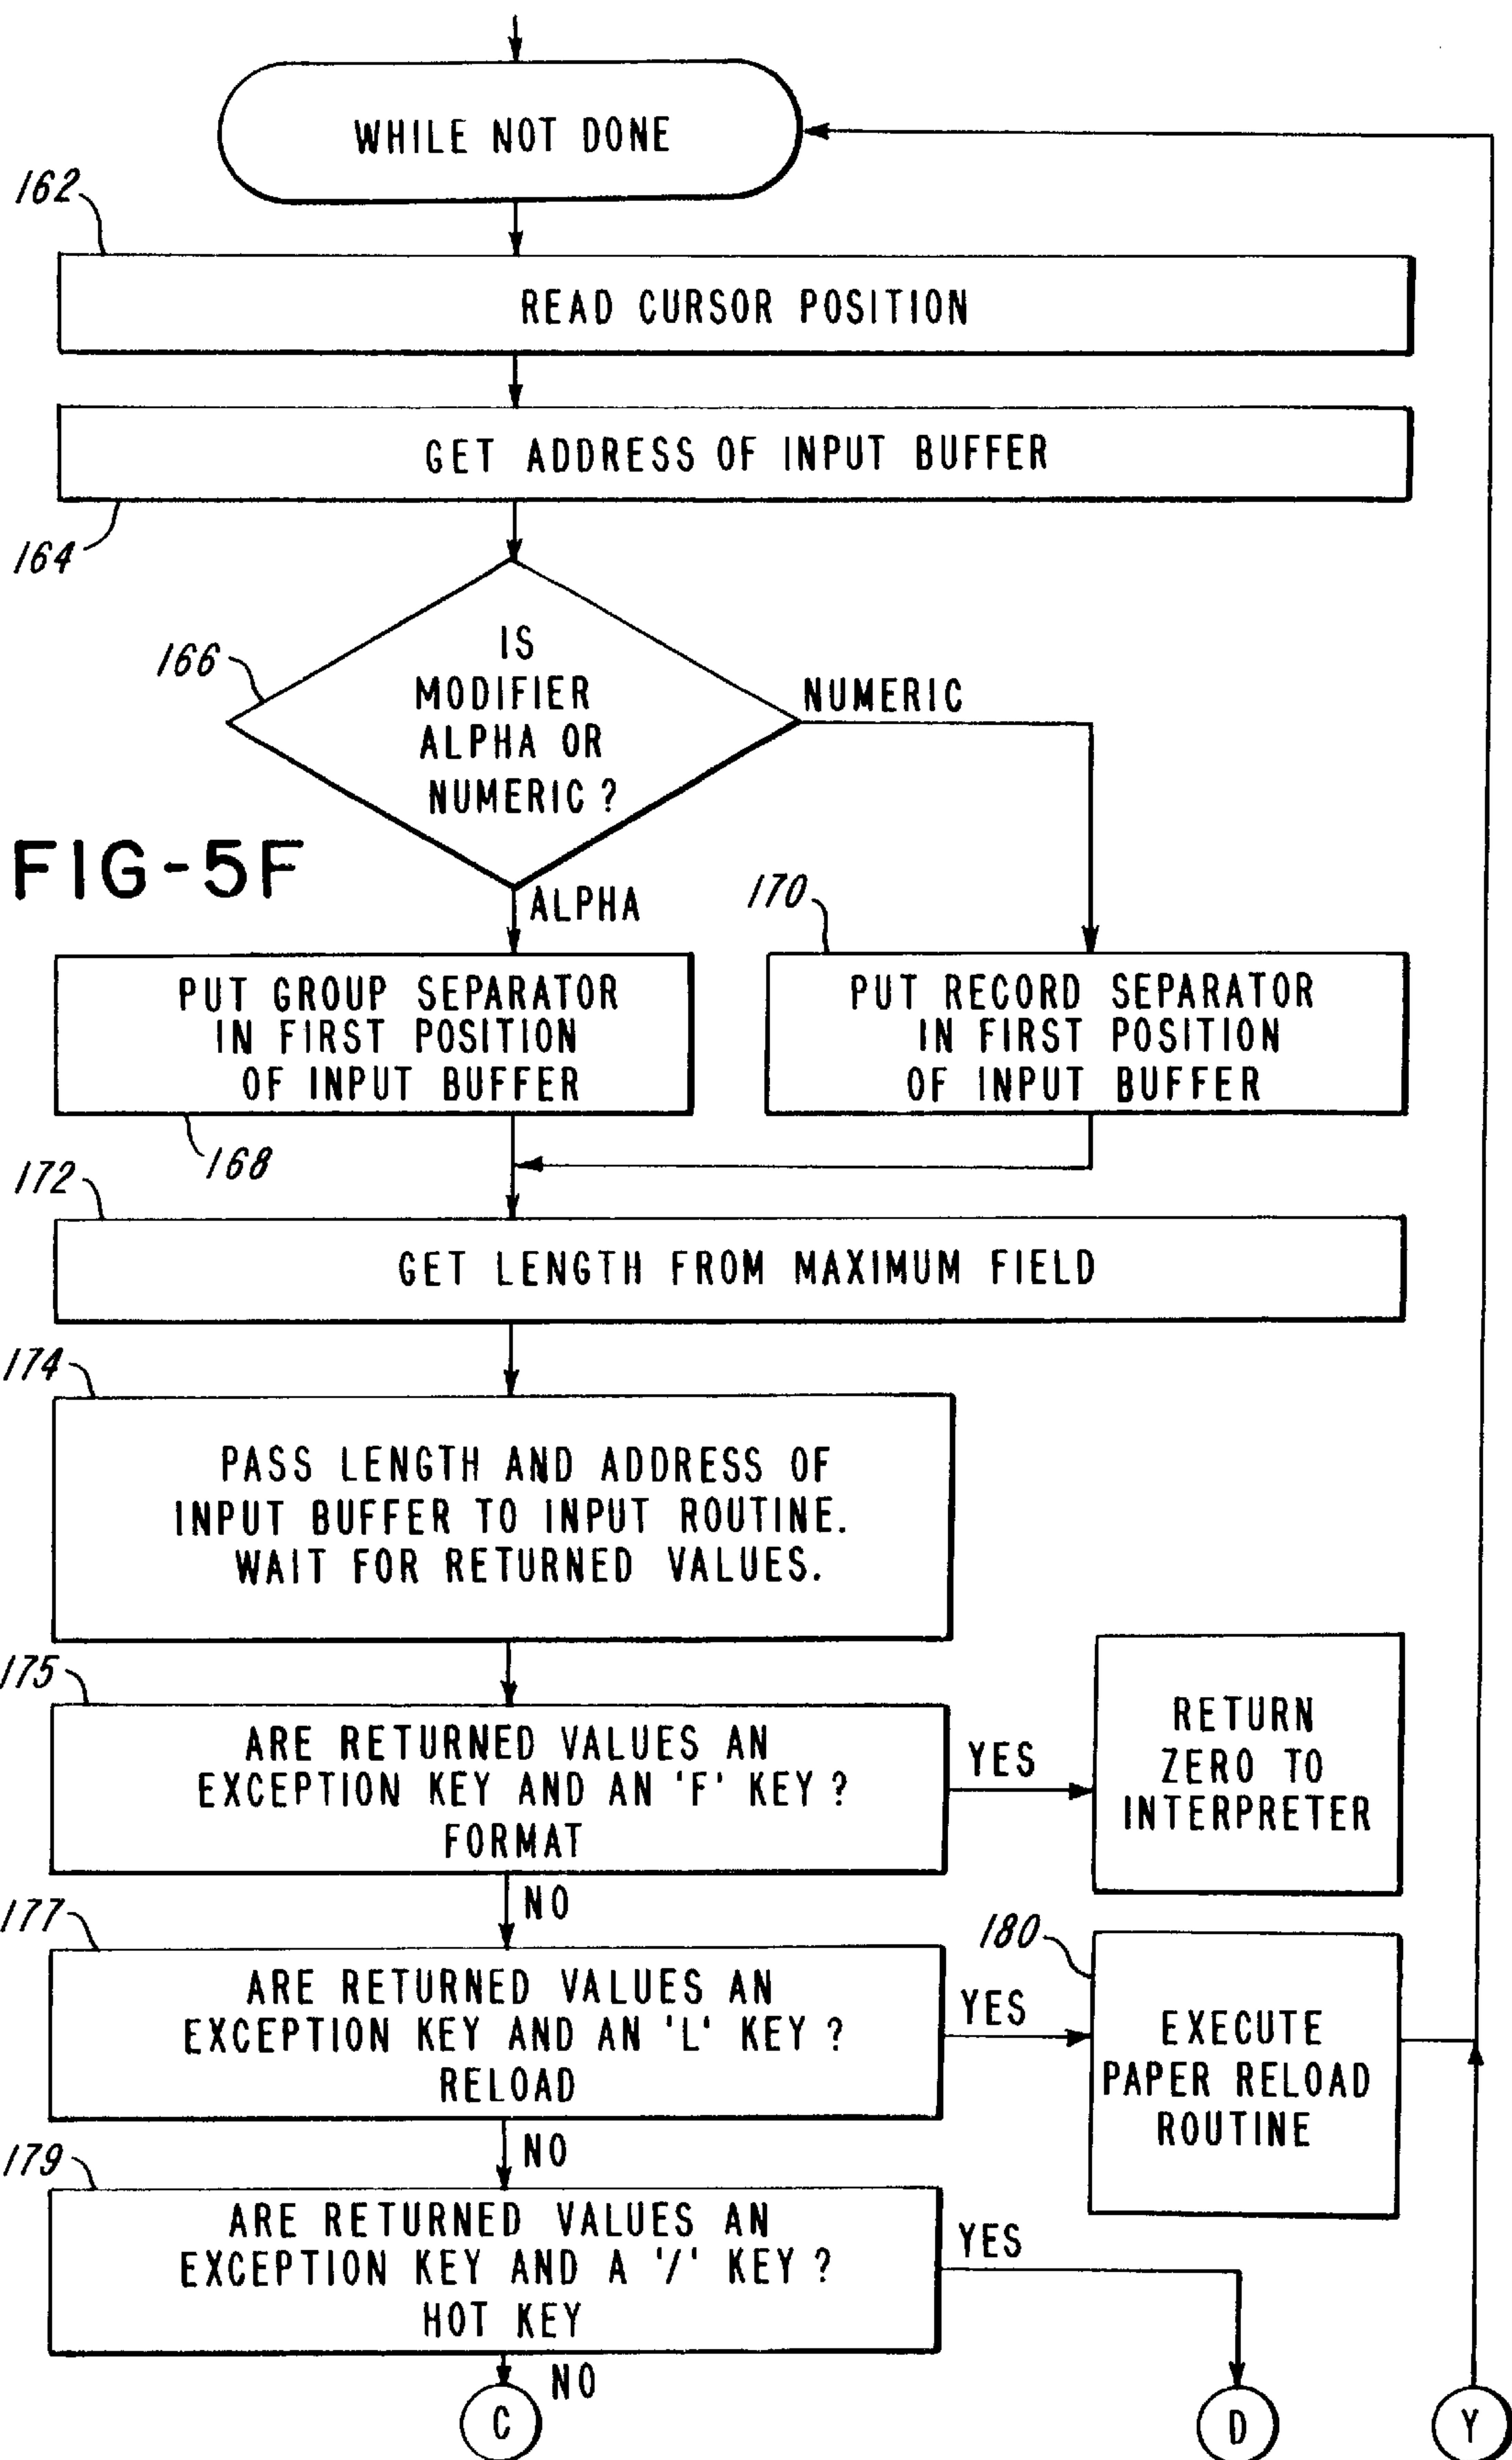 WHILE NOT DONE
162
READ CURSOR POSITION
GET ADDRESS OF INPUT BUFFER
164
166
IS
MODIFIER
ALPHA OR
NUMERIC ?
NUMERIC
FIG-5F
ALPHA
170
PUT GROUP SEPARATOR
IN FIRST POSITION
OF INPUT BUFFER
168
PUT RECORD SEPARATOR
IN FIRST POSITION
OF INPUT BUFFER
172
GET LENGTH FROM MAXIMUM FIELD
174
PASS LENGTH AND ADDRESS OF
INPUT BUFFER TO INPUT ROUTINE.
WAIT FOR RETURNED VALUES.
175
ARE RETURNED VALUES AN
EXCEPTION KEY AND AN 'F' KEY ?
FORMAT
YES
RETURN
ZERO TO
INTERPRETER
NO
177
ARE RETURNED VALUES AN
EXCEPTION KEY AND AN 'L' KEY ?
RELOAD
YES
180
EXECUTE
PAPER RELOAD
ROUTINE
NO
179
ARE RETURNED VALUES AN
EXCEPTION KEY AND A '/' KEY ?
HOT KEY
YES
NO
C
D
Y